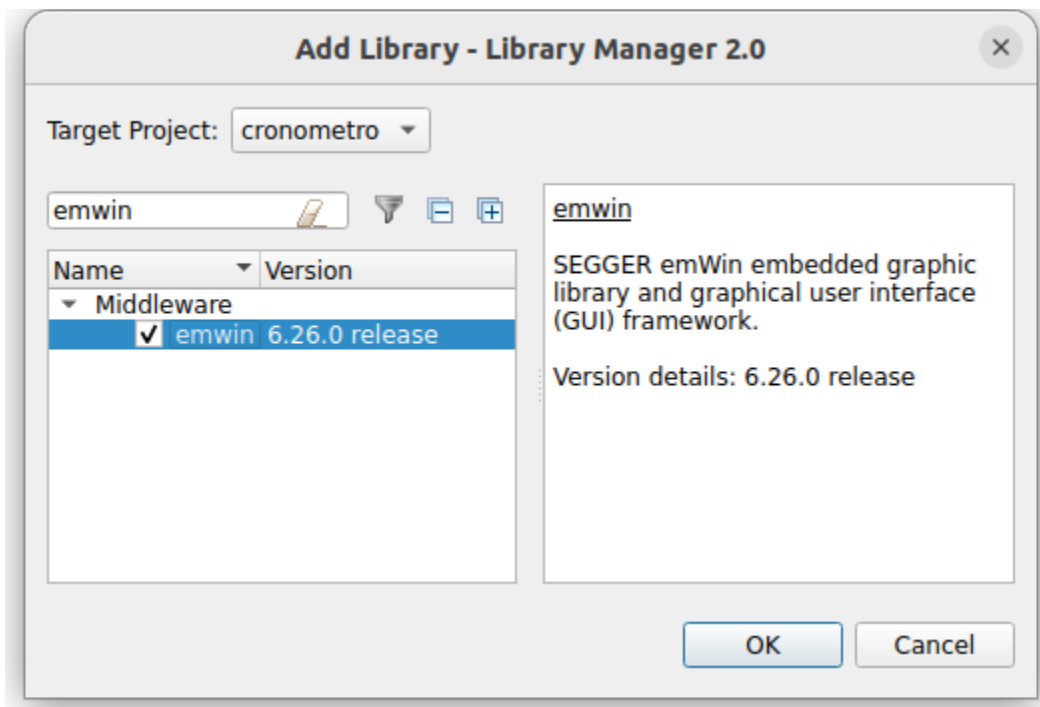 Add Library - Library Manager 2.0
Target Project: cronometro
emwin
Name Version
Middleware
emwin 6.26.0 release
emwin
SEGGER emWin embedded graphic
library and graphical user interface
(GUI) framework.
Version details: 6.26.0 release
OK Cancel